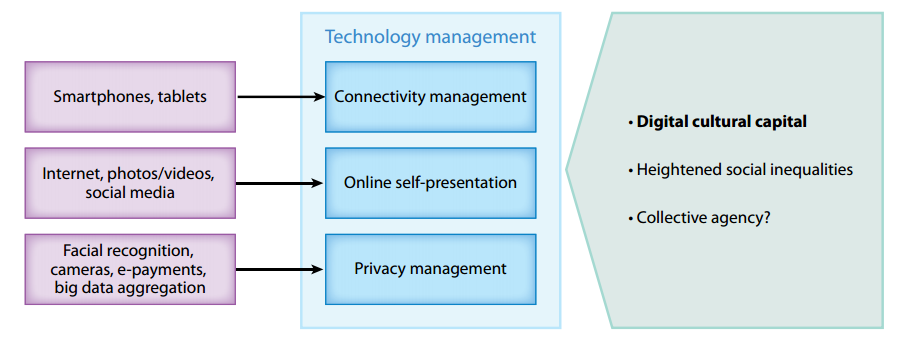 Technology management
Smartphones, tablets
Connectivity management
Internet, photos/videos,
social media
Online self-presentation
Facial recognition,
cameras, e-payments,
big data aggregation
Privacy management
• Digital cultural capital
• Heightened social inequalities
• Collective agency?